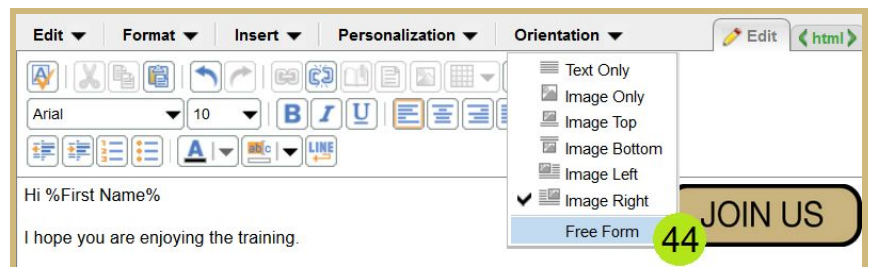 Edit Format Insert Personalization Orientation Edit <html>
Text Only
Image Only
Arial 10 B I U
Image Top
Image Bottom
A abc LINE
Image Left
Hi %First Name%
Image Right
JOIN US
I hope you are enjoying the training.
Free Form
44